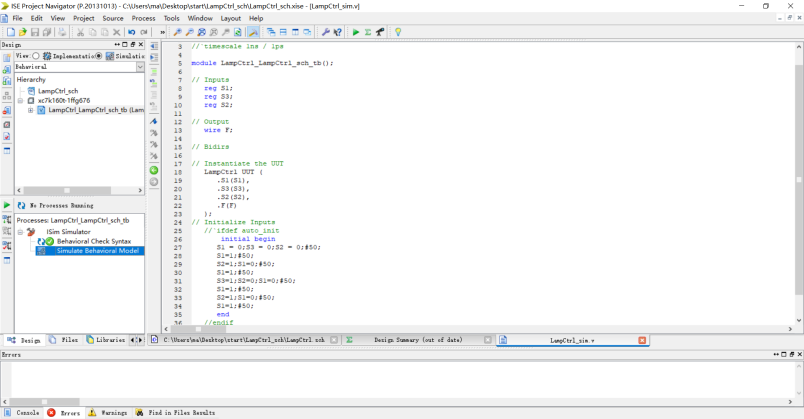 ISE Project Navigator (P.20131013) - C:\Users\ma\Desktop\start\LampCtrl_sch\LampCtrl_sch.xise - [LampCtrl_sim.v]
File Edit View Project Source Process Tools Window Layout Help
Design
View: Implementation Simulatio
Behavioral
Hierarchy
LampCtrl_sch
xc7k160t-1ffg676
LampCtrl_LampCtrl_sch_tb (Lam
No Processes Running
Processes: LampCtrl_LampCtrl_sch_tb
ISim Simulator
Behavioral Check Syntax
Simulate Behavioral Model
Design Files Libraries
3 //`timescale 1ns / 1ps
4
5 module LampCtrl_LampCtrl_sch_tb();
6
7 // Inputs
8 reg S1;
9 reg S3;
10 reg S2;
11
12 // Output
13 wire F;
14
15 // Bidirs
16
17 // Instantiate the UUT
18 LampCtrl UUT (
19 .S1(S1),
20 .S3(S3),
21 .S2(S2),
22 .F(F)
23 );
24 // Initialize Inputs
25 //`ifdef auto_init
26 initial begin
27 S1 = 0;S3 = 0;S2 = 0;#50;
28 S1=1;#50;
29 S2=1;S1=0;#50;
30 S1=1;#50;
31 S3=1;S2=0;S1=0;#50;
32 S1=1;#50;
33 S2=1;S1=0;#50;
34 S1=1;#50;
35 end
36 //endif
C:\Users\ma\Desktop\start\LampCtrl_sch\LampCtrl.sch
Design Summary (out of date)
LampCtrl_sim.v
Errors
Console Errors Warnings Find in Files Results